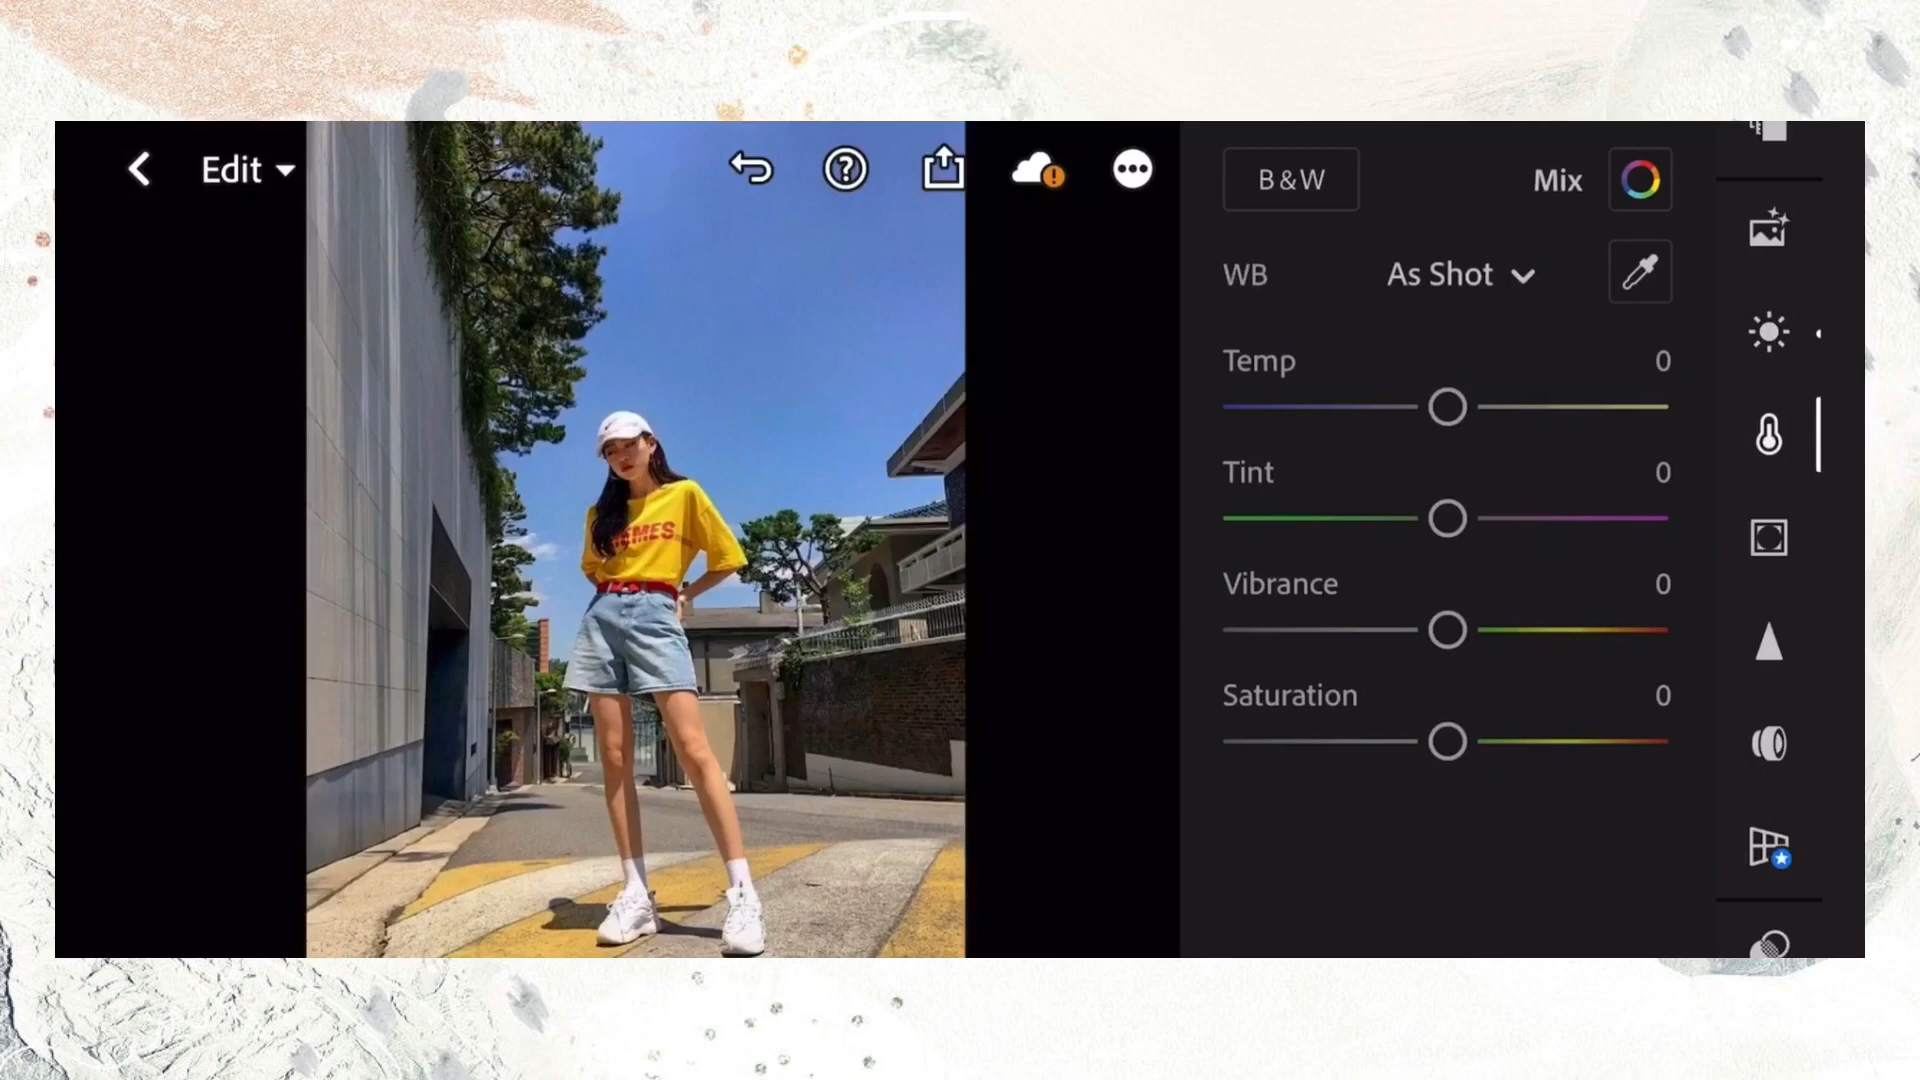 Edit
B&W
Mix
WB
As Shot
Temp
0
Tint
0
Vibrance
0
Saturation
0